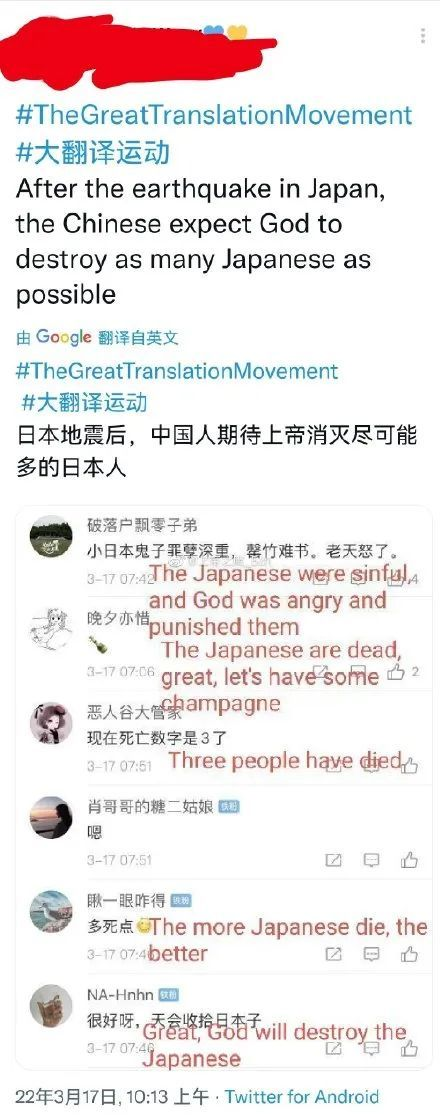 #TheGreatTranslationMovement
#大翻译运动
After the earthquake in Japan,
the Chinese expect God to
destroy as many Japanese as
possible
由 Google 翻译自英文
#TheGreatTranslationMovement
#大翻译运动
日本地震后，中国人期待上帝消灭尽可能
多的日本人
破落户飘零子弟
小日本鬼子罪孽深重，罄竹难书。老天怒了。
3-17 07:42
4
The Japanese were sinful,
and God was angry and
punished them
晚夕亦惜
3-17 07:06
2
The Japanese are dead,
great, let's have some
champagne
恶人谷大管家
现在死亡数字是3了
3-17 07:51
Three people have died
肖哥哥的糖二姑娘 铁粉
嗯
3-17 07:51
瞅一眼咋得 铁粉
多死点
3-17 07:46
The more Japanese die, the
better
NA-Hnhn 铁粉
很好呀，天会收拾日本子
3-17 07:46
Great, God will destroy the
Japanese
22年3月17日, 10:13 上午 · Twitter for Android